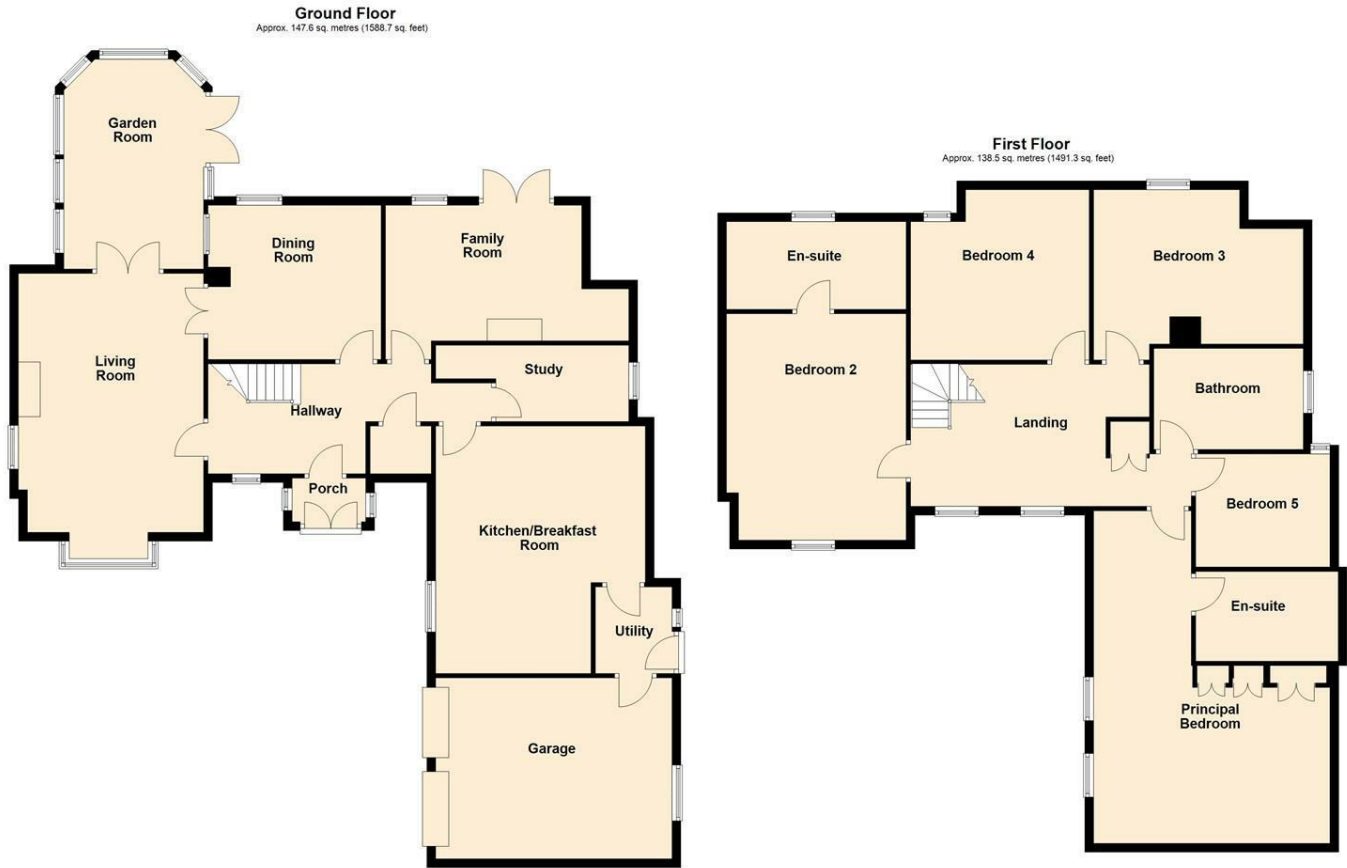 Ground Floor
Approx. 147.6 sq. metres (1588.7 sq. feet)
Garden
Room
Dining
Room
Family
Room
Living
Room
Study
Hallway
Porch
Kitchen/Breakfast
Room
Utility
Garage
First Floor
Approx. 138.5 sq. metres (1491.3 sq. feet)
En-suite
Bedroom 4
Bedroom 3
Bedroom 2
Bathroom
Landing
Bedroom 5
En-suite
Principal
Bedroom